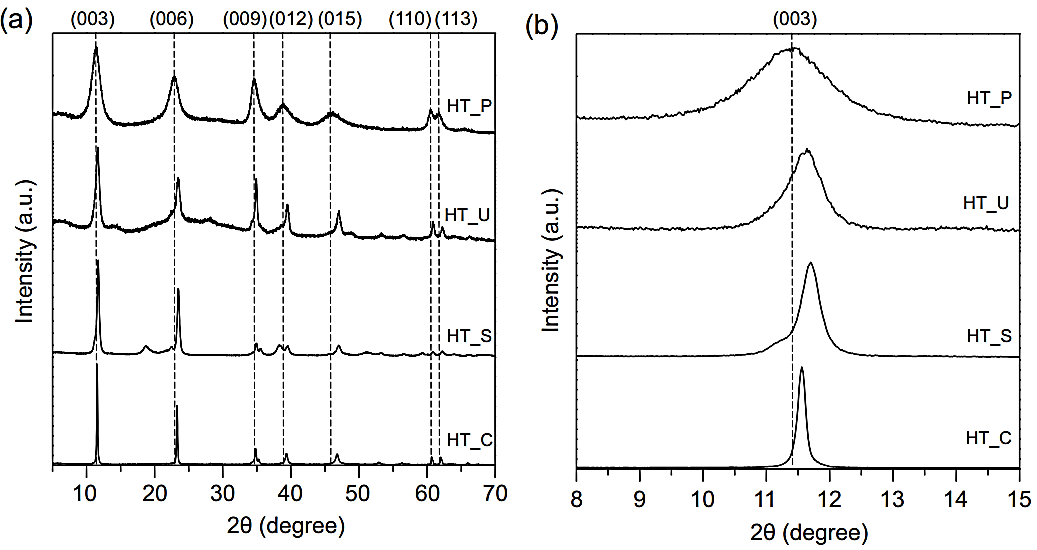 (a)
(003) (006) (009) (012) (015) (110) (113)
HT_P
HT_U
HT_S
HT_C
Intensity (a.u.)
10 20 30 40 50 60 70
2θ (degree)
(b)
(003)
HT_P
HT_U
HT_S
HT_C
Intensity (a.u.)
8 9 10 11 12 13 14 15
2θ (degree)